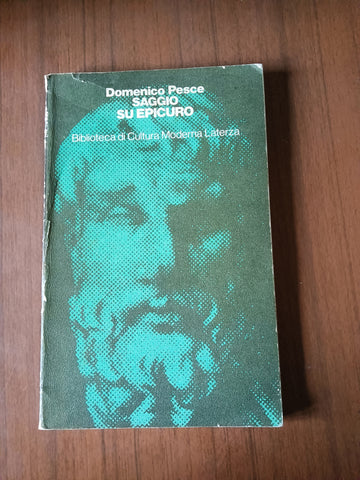 Domenico Pesce
SAGGIO
SU EPICURO
Biblioteca di Cultura Moderna Laterza